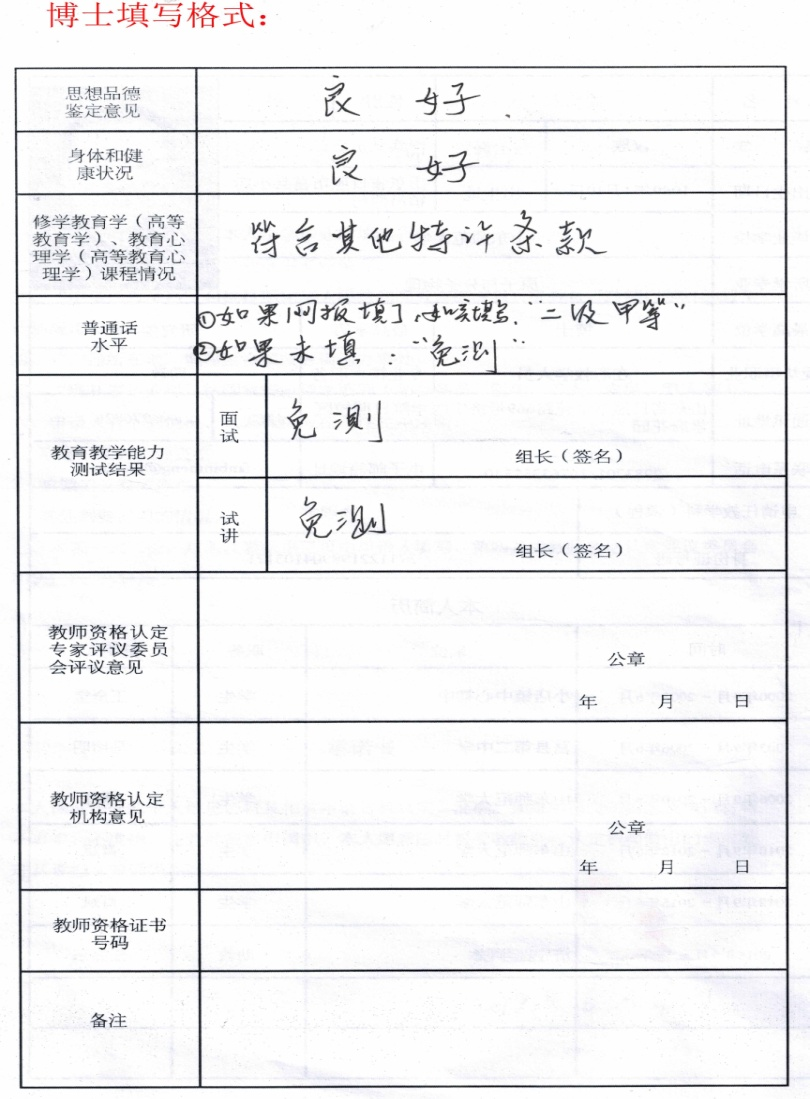 博士填写格式：
思想品德
鉴定意见
良 好.
身体和健
康状况
良 好
修学教育学（高等
教育学）、教育心
理学（高等教育心
理学）课程情况
符合其他特许条款
普通话
水平
①如果网报填了,如实填写."二级甲等"
②如果未填:"免测"
教育教学能力
测试结果
面
试
免测
组长（签名）
试
讲
免测
组长（签名）
教师资格认定
专家评议委员
会评议意见
公章
年 月 日
教师资格认定
机构意见
公章
年 月 日
教师资格证书
号码
备注